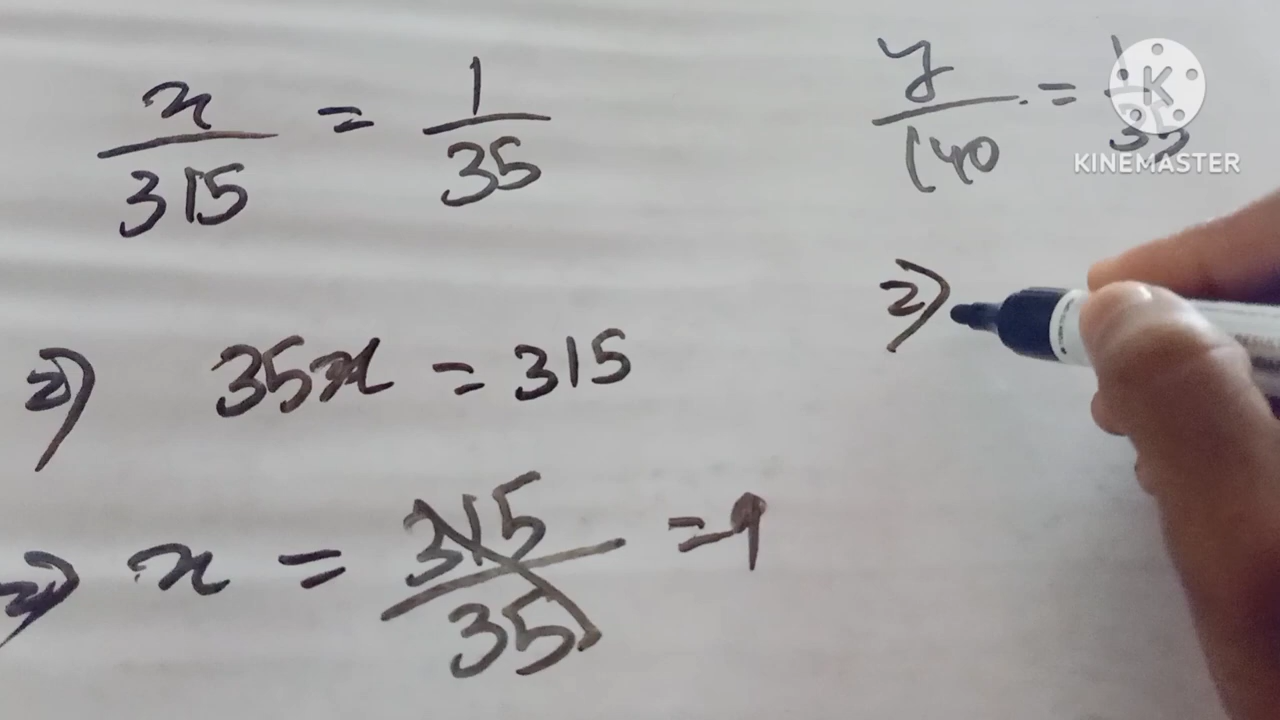 x/315 = 1/35
⇒ 35x = 315
⇒ x = 315/35 = 9
y/140 = 1/35
⇒
KINEMASTER